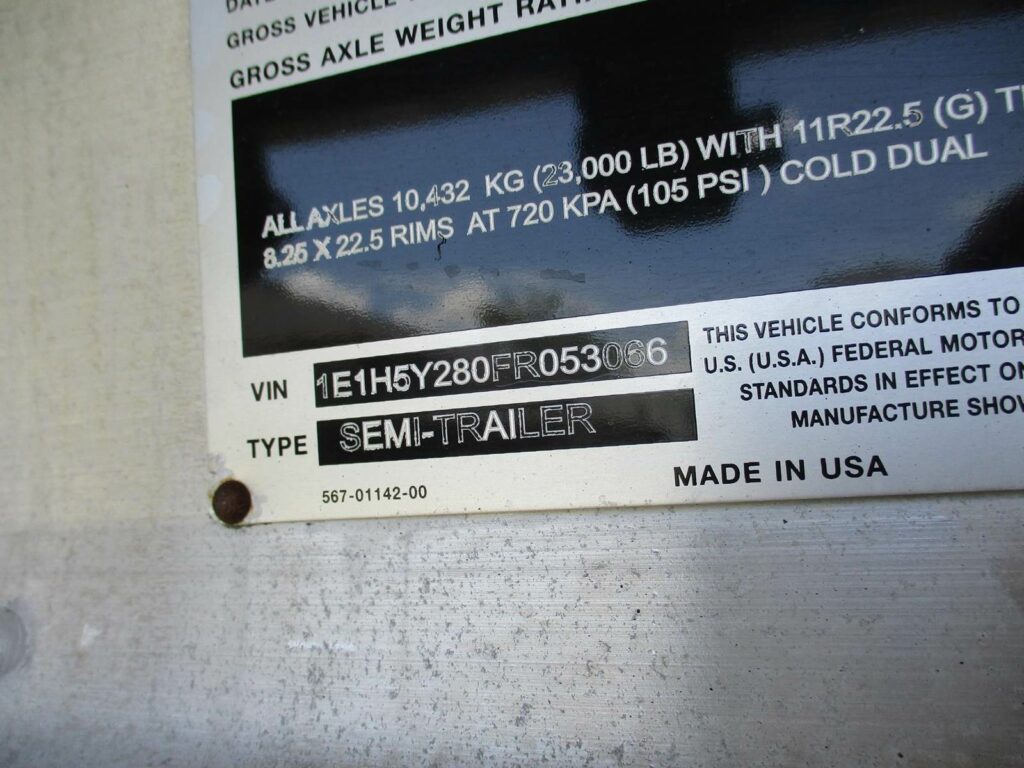 GROSS VEHICLE
GROSS AXLE WEIGHT
ALL AXLES 10,432 KG (23,000 LB) WITH 11R22.5 (G)
8.25 X 22.5 RIMS AT 720 KPA (105 PSI ) COLD DUAL
VIN 1E1H5Y280FR053066
TYPE SEMI-TRAILER
THIS VEHICLE CONFORMS TO
U.S. (U.S.A.) FEDERAL MOTOR
STANDARDS IN EFFECT
MANUFACTURE
567-01142-00
MADE IN USA